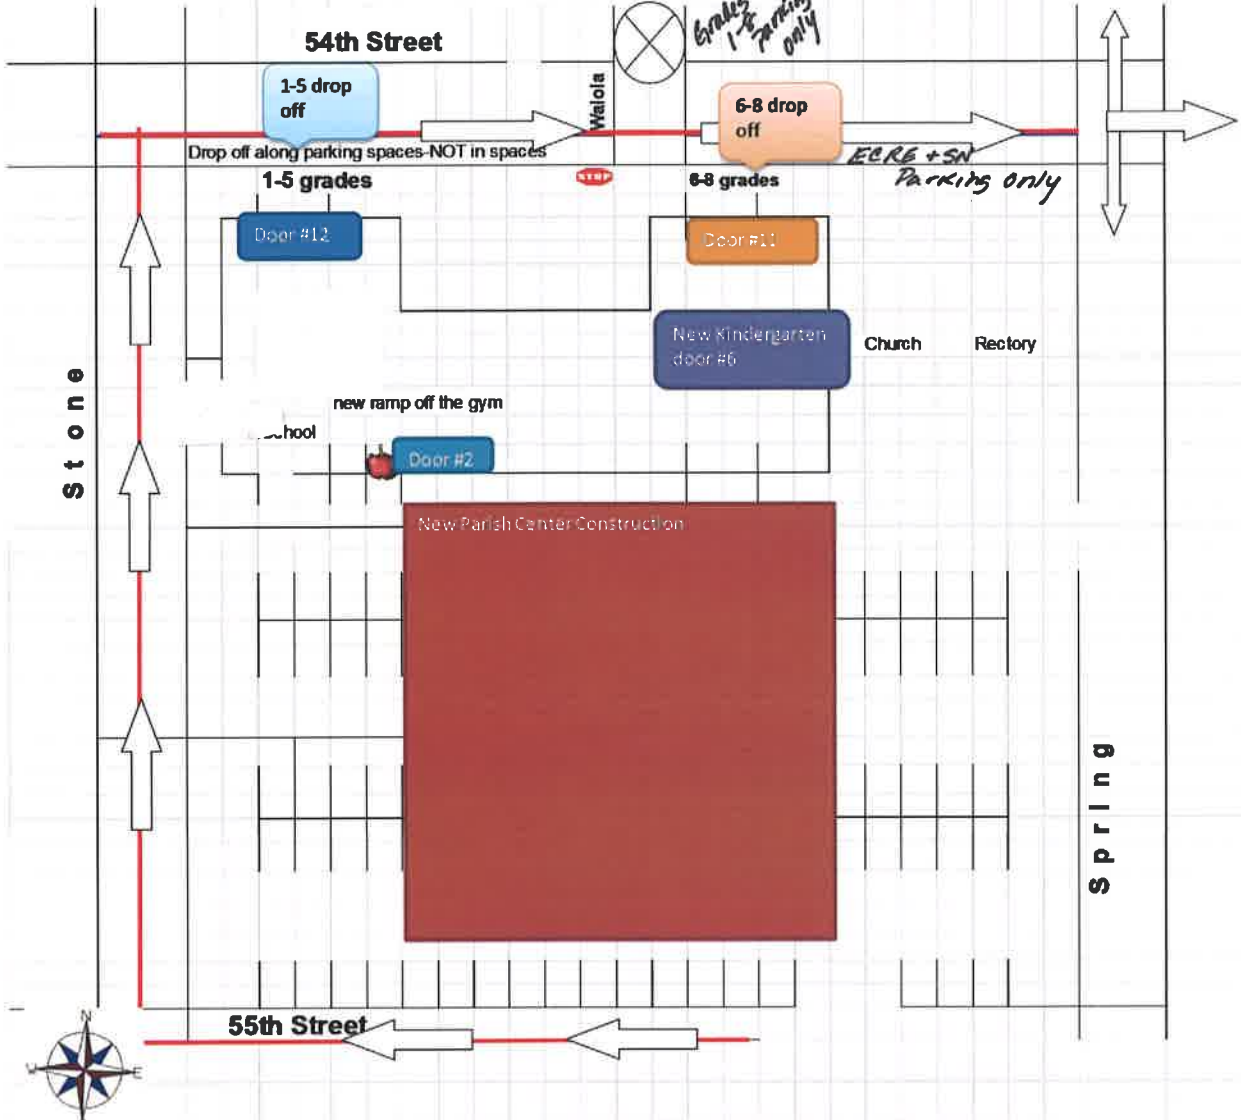 Grades
1-8
parking
only
54th Street
1-5 drop
off
Walola
6-8 drop
off
Drop off along parking spaces-NOT in spaces
ECRE + SN
Parking only
1-5 grades
STOP
6-8 grades
Door #12
Door #11
New Kindergarten
door #6
Church
Rectory
Stone
new ramp off the gym
Door #2
New Parish Center Construction
Spring
55th Street
N
W
E